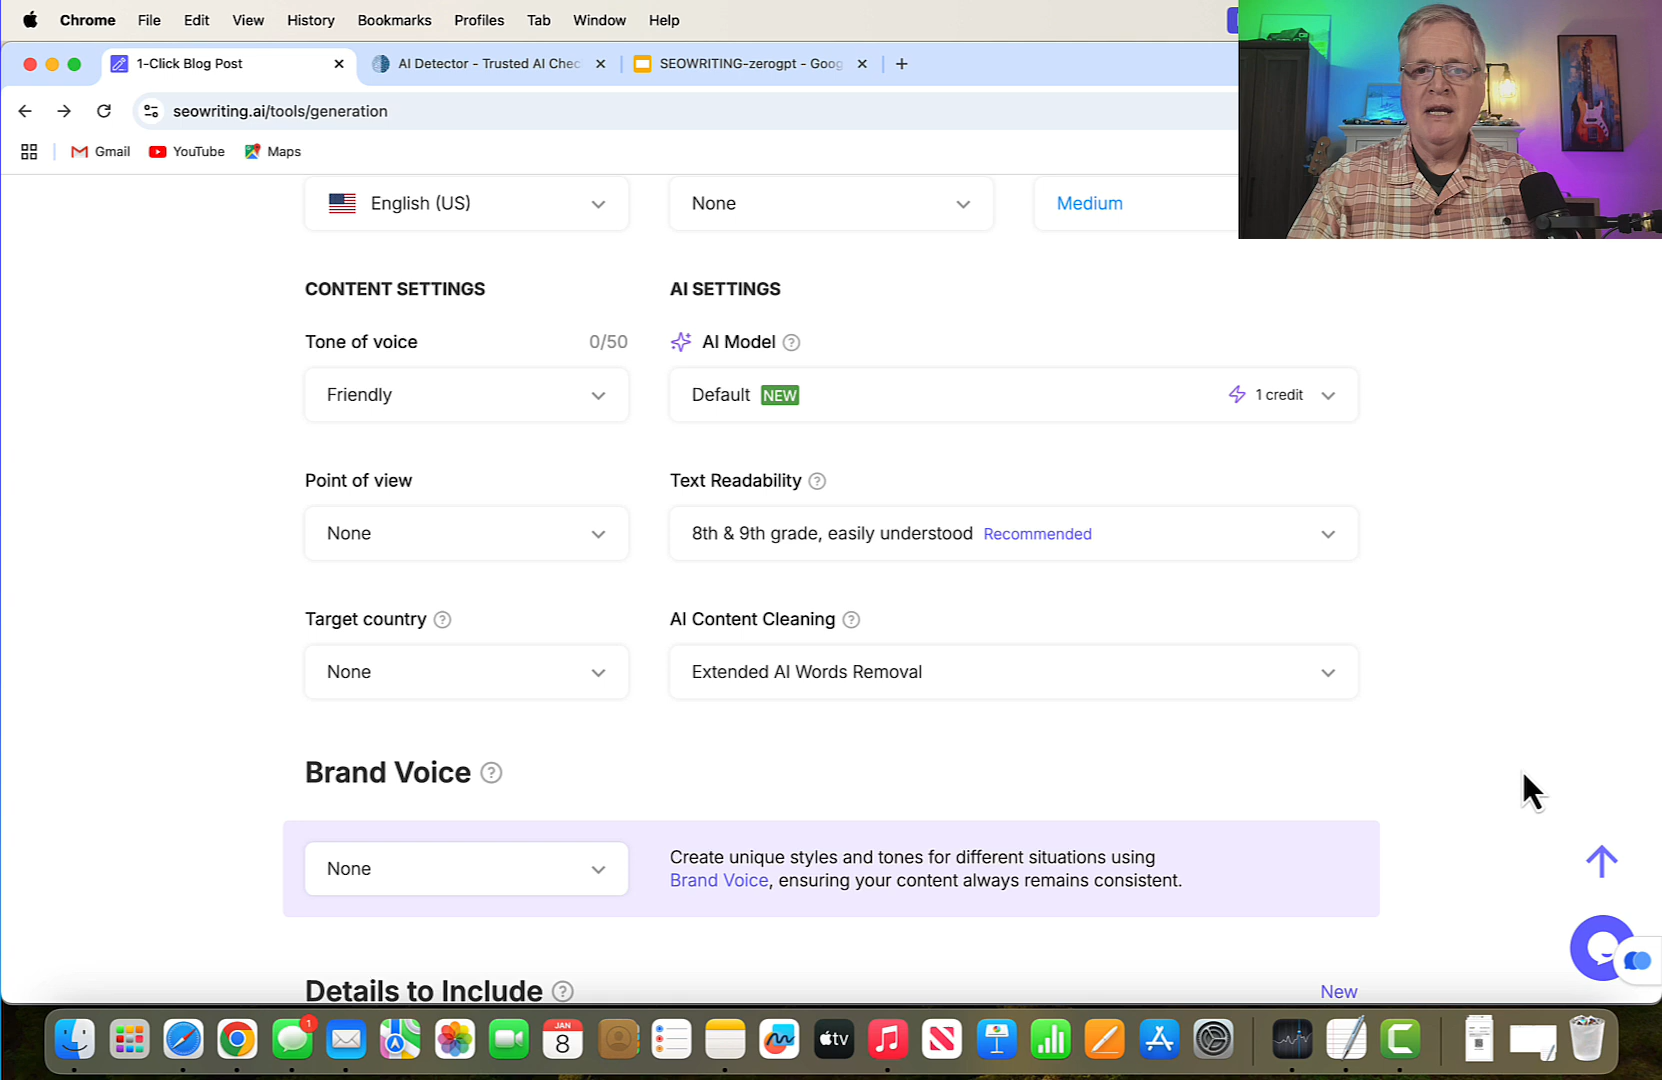 Chrome File Edit View History Bookmarks Profiles Tab Window Help
1-Click Blog Post
AI Detector - Trusted AI Chec
SEOWRITING-zerogpt - Goog
seowriting.ai/tools/generation
Gmail YouTube Maps
English (US) None Medium
CONTENT SETTINGS AI SETTINGS
Tone of voice 0/50 AI Model ?
Friendly Default NEW 1 credit
Point of view Text Readability ?
None 8th & 9th grade, easily understood Recommended
Target country ? AI Content Cleaning ?
None Extended AI Words Removal
Brand Voice ?
None
Create unique styles and tones for different situations using
Brand Voice, ensuring your content always remains consistent.
Details to Include ? New
1
JAN
8
tv